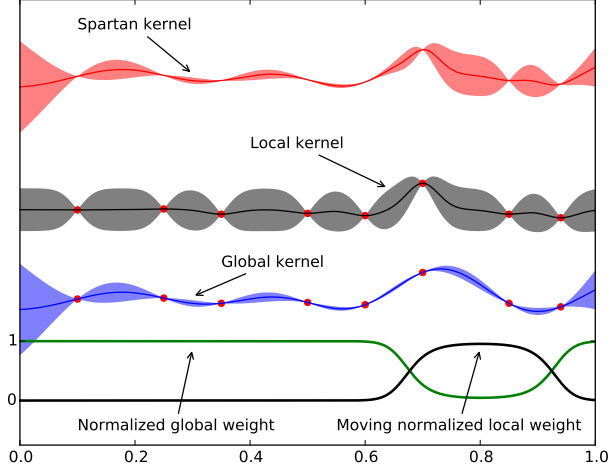 Spartan kernel
Local kernel
Global kernel
1
0
Normalized global weight
Moving normalized local weight
0.0 0.2 0.4 0.6 0.8 1.0